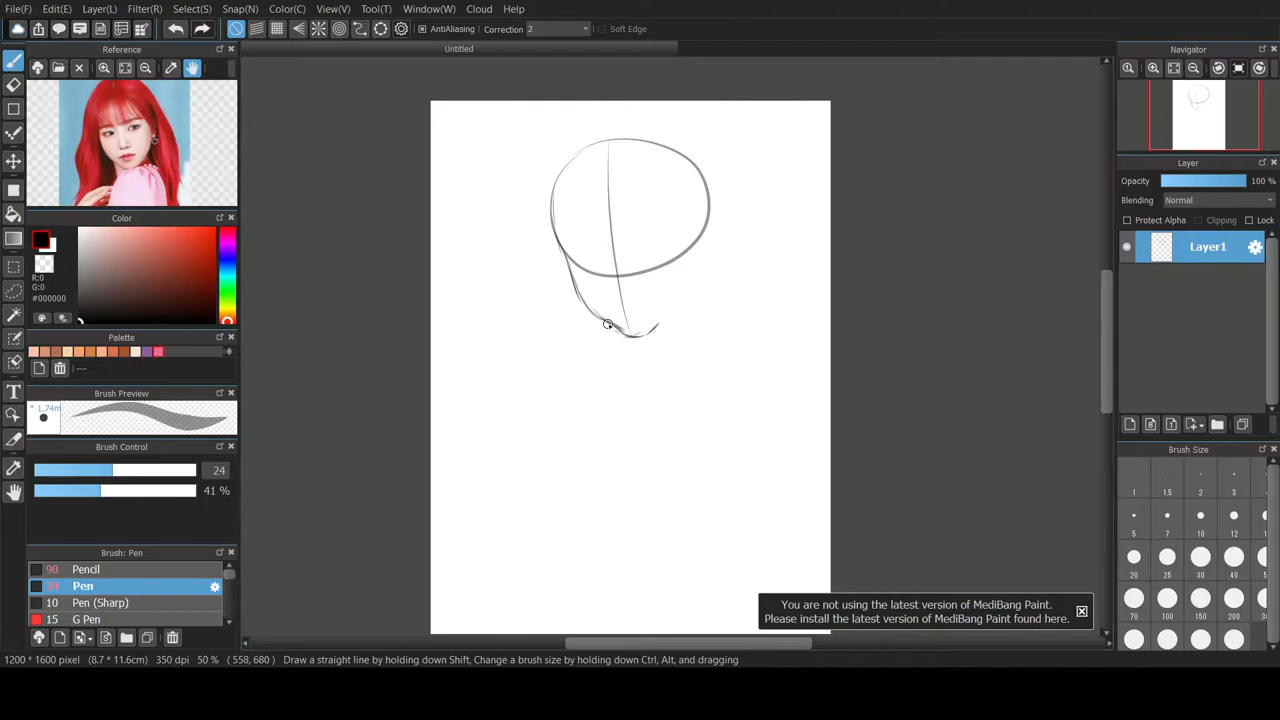 File(F) Edit(E) Layer(L) Filter(R) Select(S) Snap(N) Color(C) View(V) Tool(T) Window(W) Cloud Help
AntiAliasing Correction 2 Soft Edge
Reference
Untitled
Navigator
Color
R:0
G:0
#000000
Palette
---
Brush Preview
1.74m
Brush Control
24
41 %
Brush: Pen
90 Pencil
24 Pen
10 Pen (Sharp)
15 G Pen
Layer
Opacity 100 %
Blending Normal
Protect Alpha Clipping Lock
Layer1
Brush Size
1 1.5 2 3
5 7 10 12
20 25 30 40
70 100 150 200
You are not using the latest version of MediBang Paint.
Please install the latest version of MediBang Paint found here.
1200 * 1600 pixel (8.7 * 11.6cm) 350 dpi 50 % ( 558, 680 ) Draw a straight line by holding down Shift, Change a brush size by holding down Ctrl, Alt, and dragging